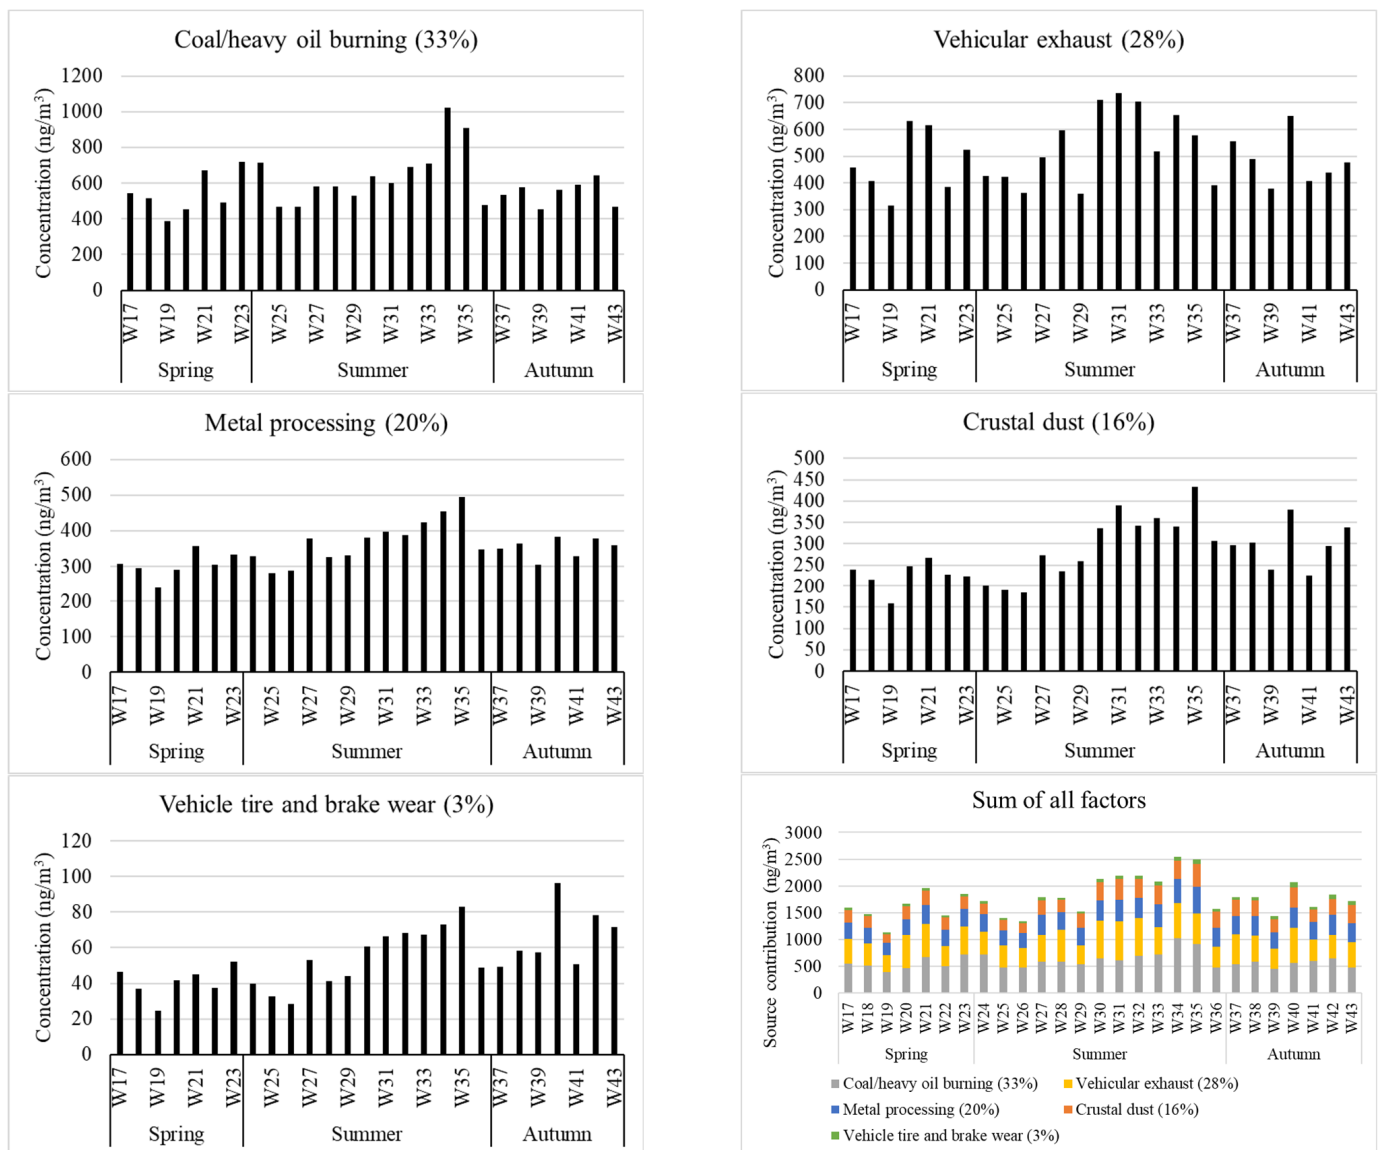 Coal/heavy oil burning (33%)
Concentration (ng/m³)
1200
1000
800
600
400
200
0
W17 W19 W21 W23 W25 W27 W29 W31 W33 W35 W37 W39 W41 W43
Spring Summer Autumn
Vehicular exhaust (28%)
Concentration (ng/m³)
800
700
600
500
400
300
200
100
0
W17 W19 W21 W23 W25 W27 W29 W31 W33 W35 W37 W39 W41 W43
Spring Summer Autumn
Metal processing (20%)
Concentration (ng/m³)
600
500
400
300
200
100
0
W17 W19 W21 W23 W25 W27 W29 W31 W33 W35 W37 W39 W41 W43
Spring Summer Autumn
Crustal dust (16%)
Concentration (ng/m³)
500
450
400
350
300
250
200
150
100
50
0
W17 W19 W21 W23 W25 W27 W29 W31 W33 W35 W37 W39 W41 W43
Spring Summer Autumn
Vehicle tire and brake wear (3%)
Concentration (ng/m³)
120
100
80
60
40
20
0
W17 W19 W21 W23 W25 W27 W29 W31 W33 W35 W37 W39 W41 W43
Spring Summer Autumn
Sum of all factors
Source contribution (ng/m³)
3000
2500
2000
1500
1000
500
0
W17 W18 W19 W20 W21 W22 W23 W24 W25 W26 W27 W28 W29 W30 W31 W32 W33 W34 W35 W36 W37 W38 W39 W40 W41 W42 W43
Spring Summer Autumn
Coal/heavy oil burning (33%) Vehicular exhaust (28%)
Metal processing (20%) Crustal dust (16%)
Vehicle tire and brake wear (3%)